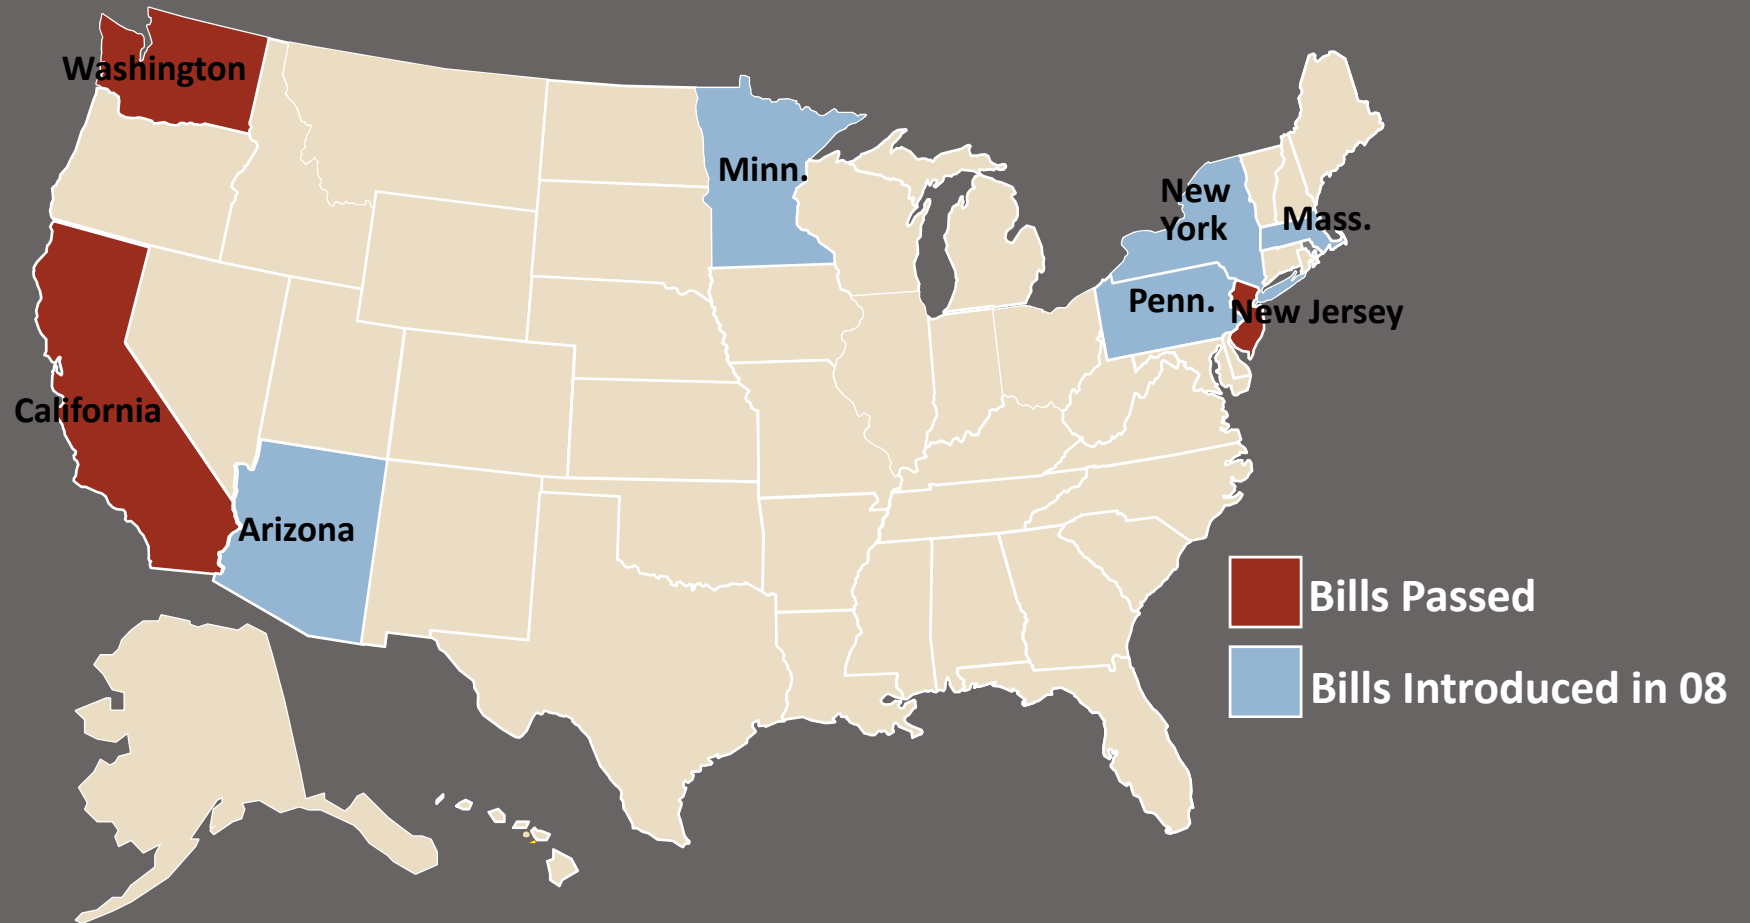 Washington
Minn.
New
York
Mass.
Penn.
New Jersey
California
Arizona
Bills Passed
Bills Introduced in 08